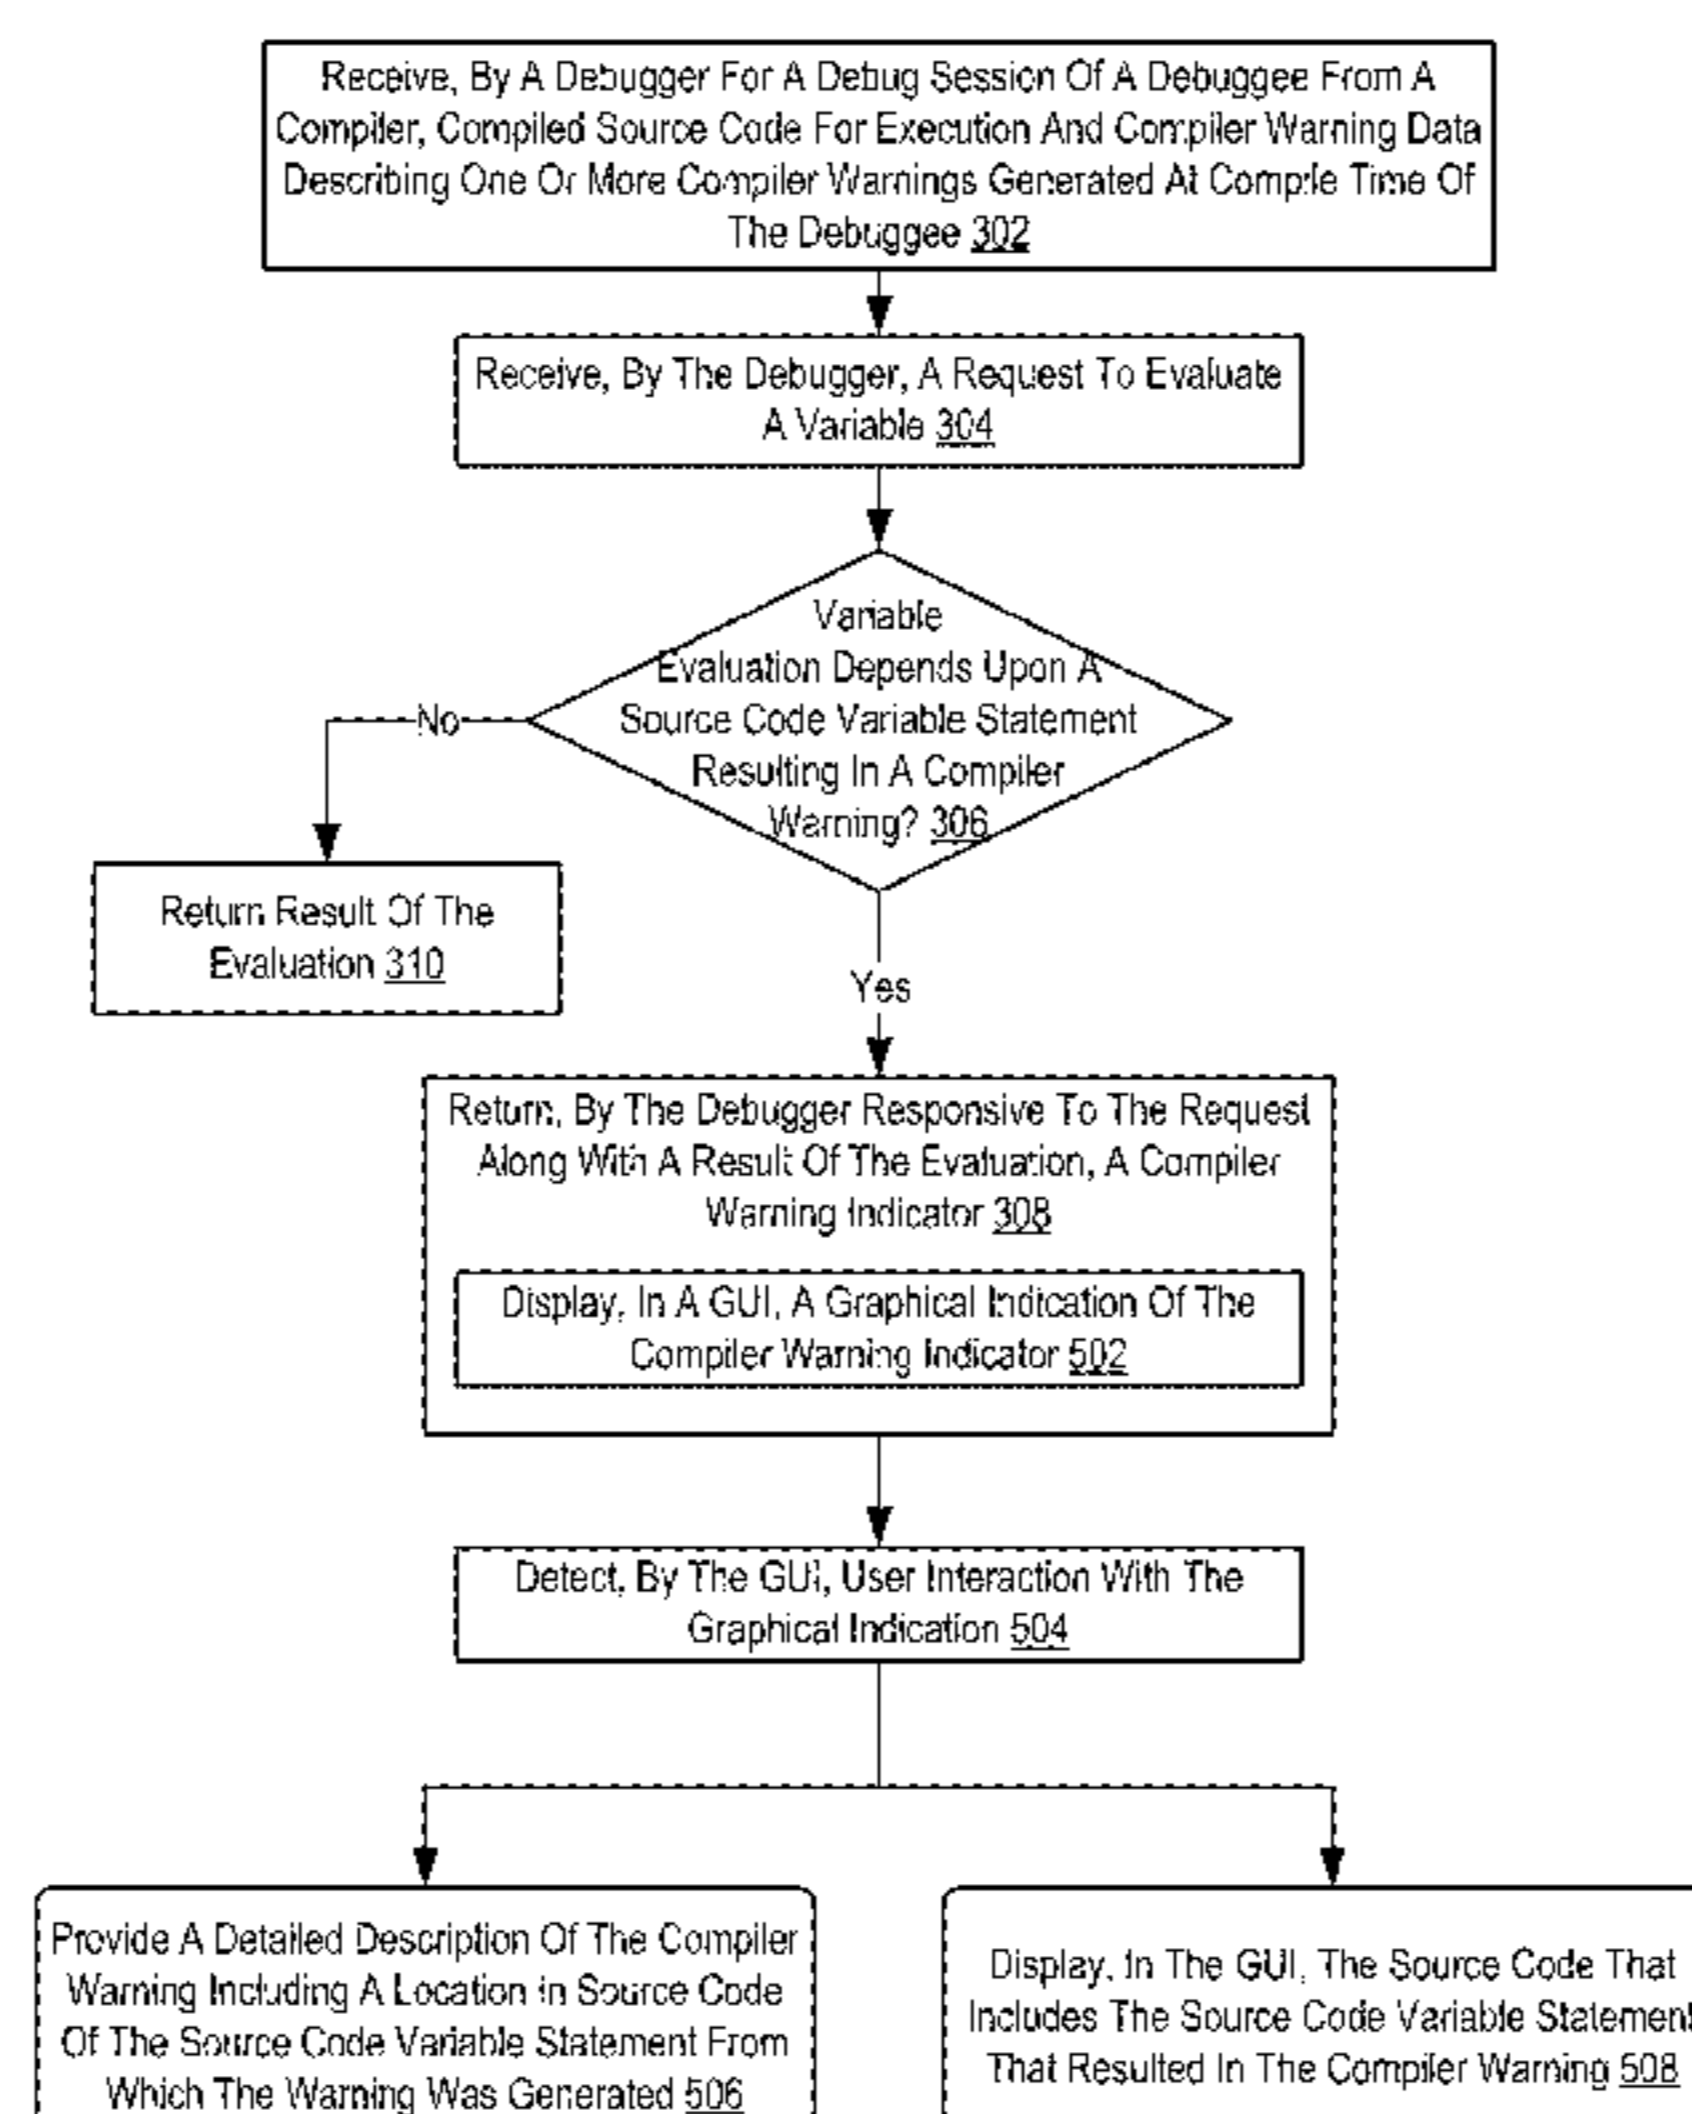 Receive, By A Debugger For A Debug Session Of A Debuggee From A
Compiler, Compiled Source Code For Execution And Compiler Warning Data
Describing One Or More Compiler Warnings Generated At Compile Time Of
The Debuggee 302
Receive, By The Debugger, A Request To Evaluate
A Variable 304
Variable
Evaluation Depends Upon A
Source Code Variable Statement
Resulting In A Compiler
Warning? 306
No
Return Result Of The
Evaluation 310
Yes
Return, By The Debugger Responsive To The Request
Along With A Result Of The Evaluation, A Compiler
Warning Indicator 308
Display, In A GUI, A Graphical Indication Of The
Compiler Warning Indicator 502
Detect, By The GUI, User Interaction With The
Graphical Indication 504
Provide A Detailed Description Of The Compiler
Warning Including A Location in Source Code
Of The Source Code Variable Statement From
Which The Warning Was Generated 506
Display, In The GUI, The Source Code That
Includes The Source Code Variable Statement
That Resulted In The Compiler Warning 508